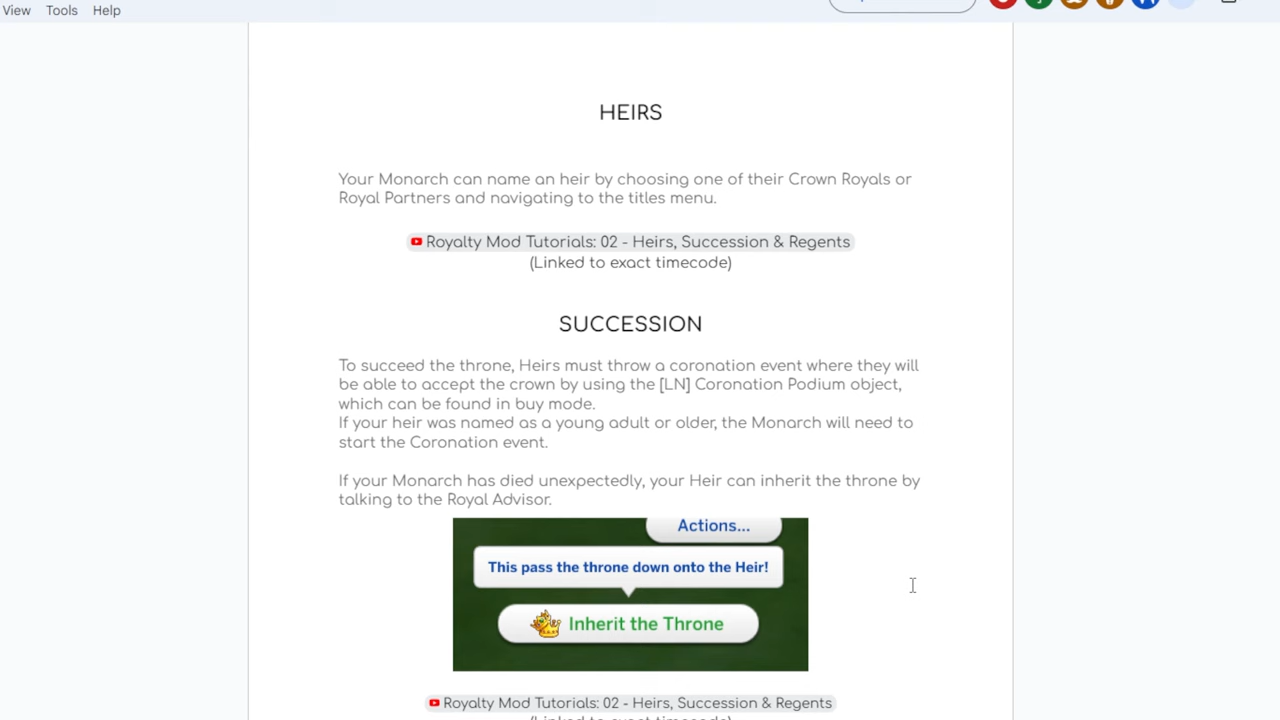 View Tools Help
HEIRS
Your Monarch can name an heir by choosing one of their Crown Royals or
Royal Partners and navigating to the titles menu.
Royalty Mod Tutorials: 02 - Heirs, Succession & Regents
(Linked to exact timecode)
SUCCESSION
To succeed the throne, Heirs must throw a coronation event where they will
be able to accept the crown by using the [LN] Coronation Podium object,
which can be found in buy mode.
If your heir was named as a young adult or older, the Monarch will need to
start the Coronation event.
If your Monarch has died unexpectedly, your Heir can inherit the throne by
talking to the Royal Advisor.
Actions...
This pass the throne down onto the Heir!
Inherit the Throne
Royalty Mod Tutorials: 02 - Heirs, Succession & Regents
(Linked to exact timecode)